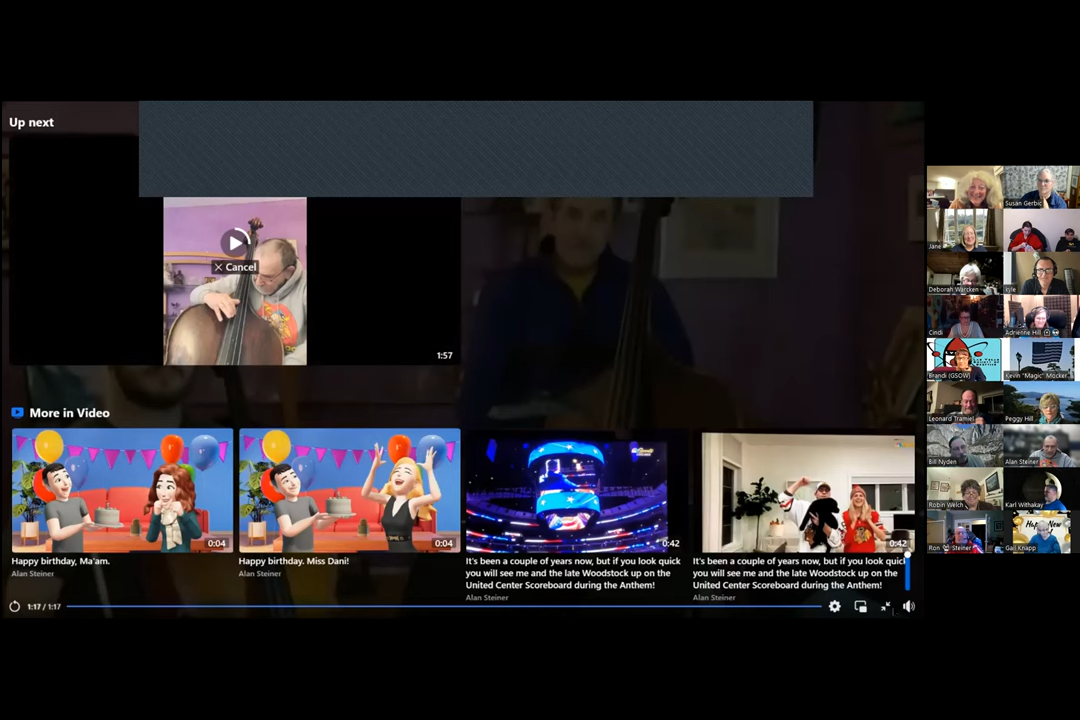 Up next
Cancel
1:57
More in Video
0:04
0:04
0:42
0:42
Happy birthday, Ma'am.
Alan Steiner
Happy birthday. Miss Dani!
Alan Steiner
It's been a couple of years now, but if you look quick
you will see me and the late Woodstock up on the
United Center Scoreboard during the Anthem!
Alan Steiner
It's been a couple of years now, but if you look quick
you will see me and the late Woodstock up on the
United Center Scoreboard during the Anthem!
Alan Steiner
1:17 / 1:17
Susan Gerbic
Jane
Deborah Warcken
kyle
Cindi
Adrienne Hill
Brandi (GSOW)
Kevin "Magic" Mocker
Leonard Tramiel
Peggy Hill
Bill Nyden
Alan Steiner
Robin Welch
Karl Withakay
Ron Steiner
Gail Knapp